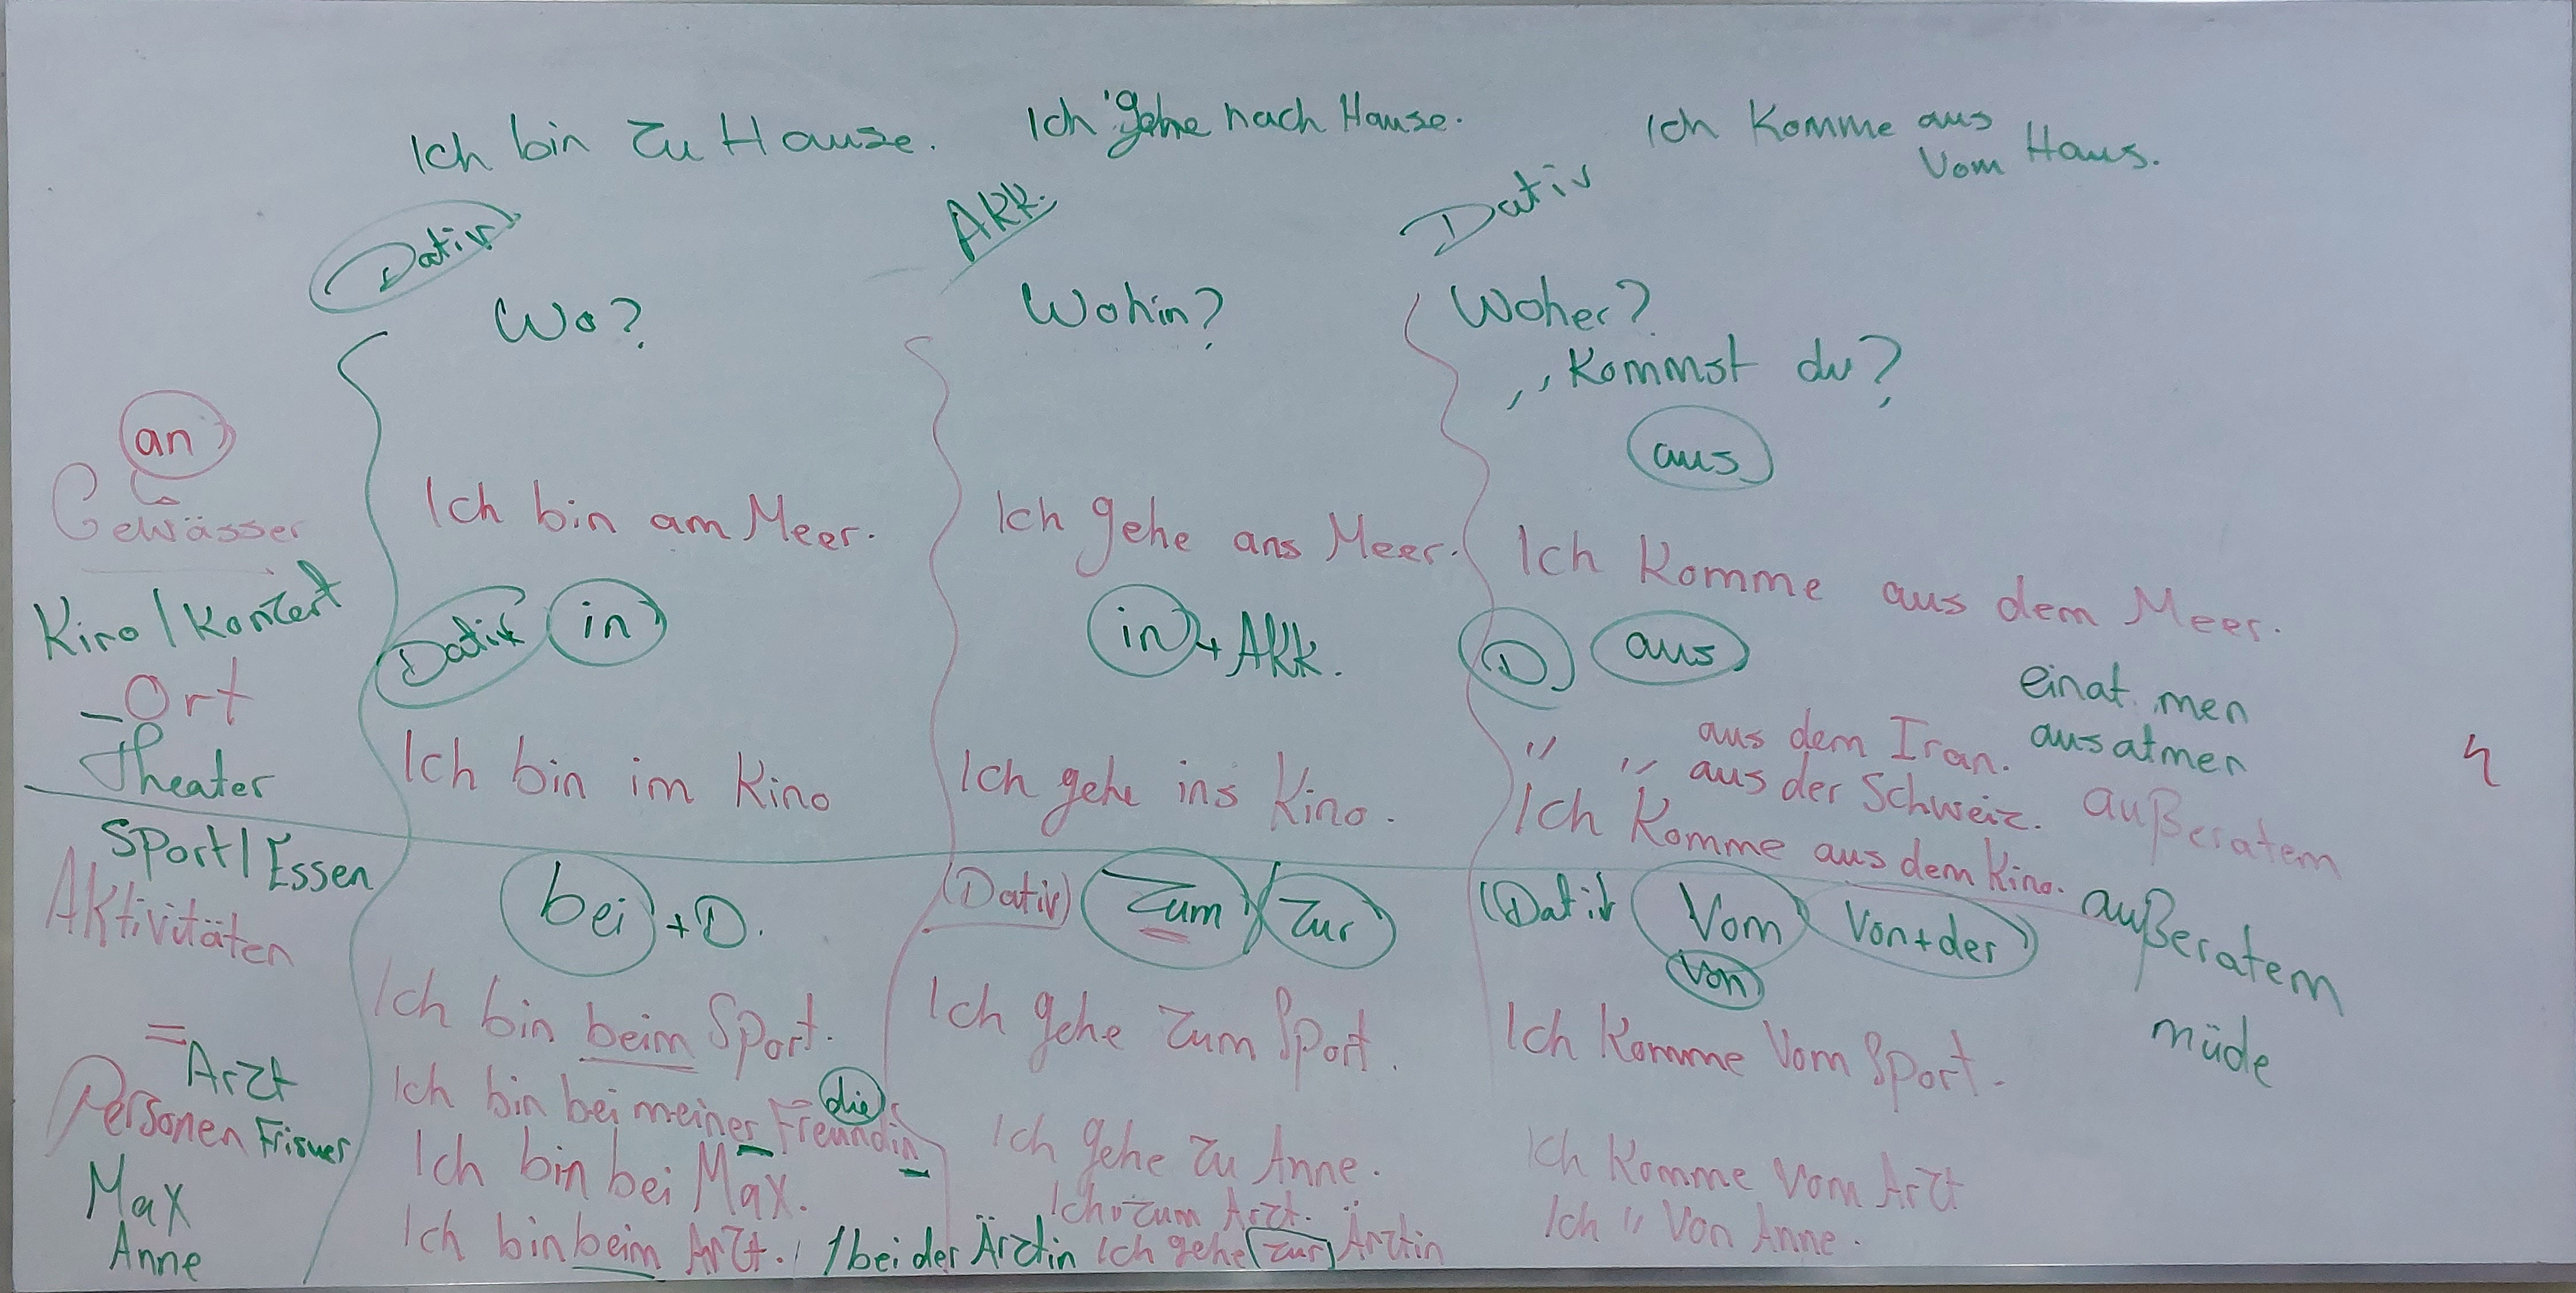 Ich bin zu Hause.
Ich gehe nach Hause.
Ich komme aus
vom Haus.
Dativ
Akk.
Dativ
Wo?
Wohin?
Woher?
,, kommst du?
an
Gewässer
aus
Ich bin am Meer.
Ich gehe ans Meer.
Ich komme aus dem Meer.
Kino/Konzert
Ort
Theater
Dativ in
in + Akk.
D aus
einat men
ausatmen
Ich bin im Kino
Ich gehe ins Kino.
" " aus dem Iran.
aus der Schweiz.
Ich komme aus dem Kino.
außeratem
Sport/Essen
Aktivitäten
bei + D.
(Dativ) zum zur
(Dativ Vom Von+der
von
außeratem
müde
Ich bin beim Sport.
Ich gehe zum Sport.
Ich komme vom Sport.
= Arzt
Personen Frisuer
Max
Anne
die
Ich bin bei meiner Freundin
Ich bin bei Max.
Ich bin beim Arzt. / bei der Ärztin
Ich gehe zu Anne.
Ich zum Arzt.
Ich gehe zur Ärztin
Ich komme vom Arzt
Ich " von Anne.